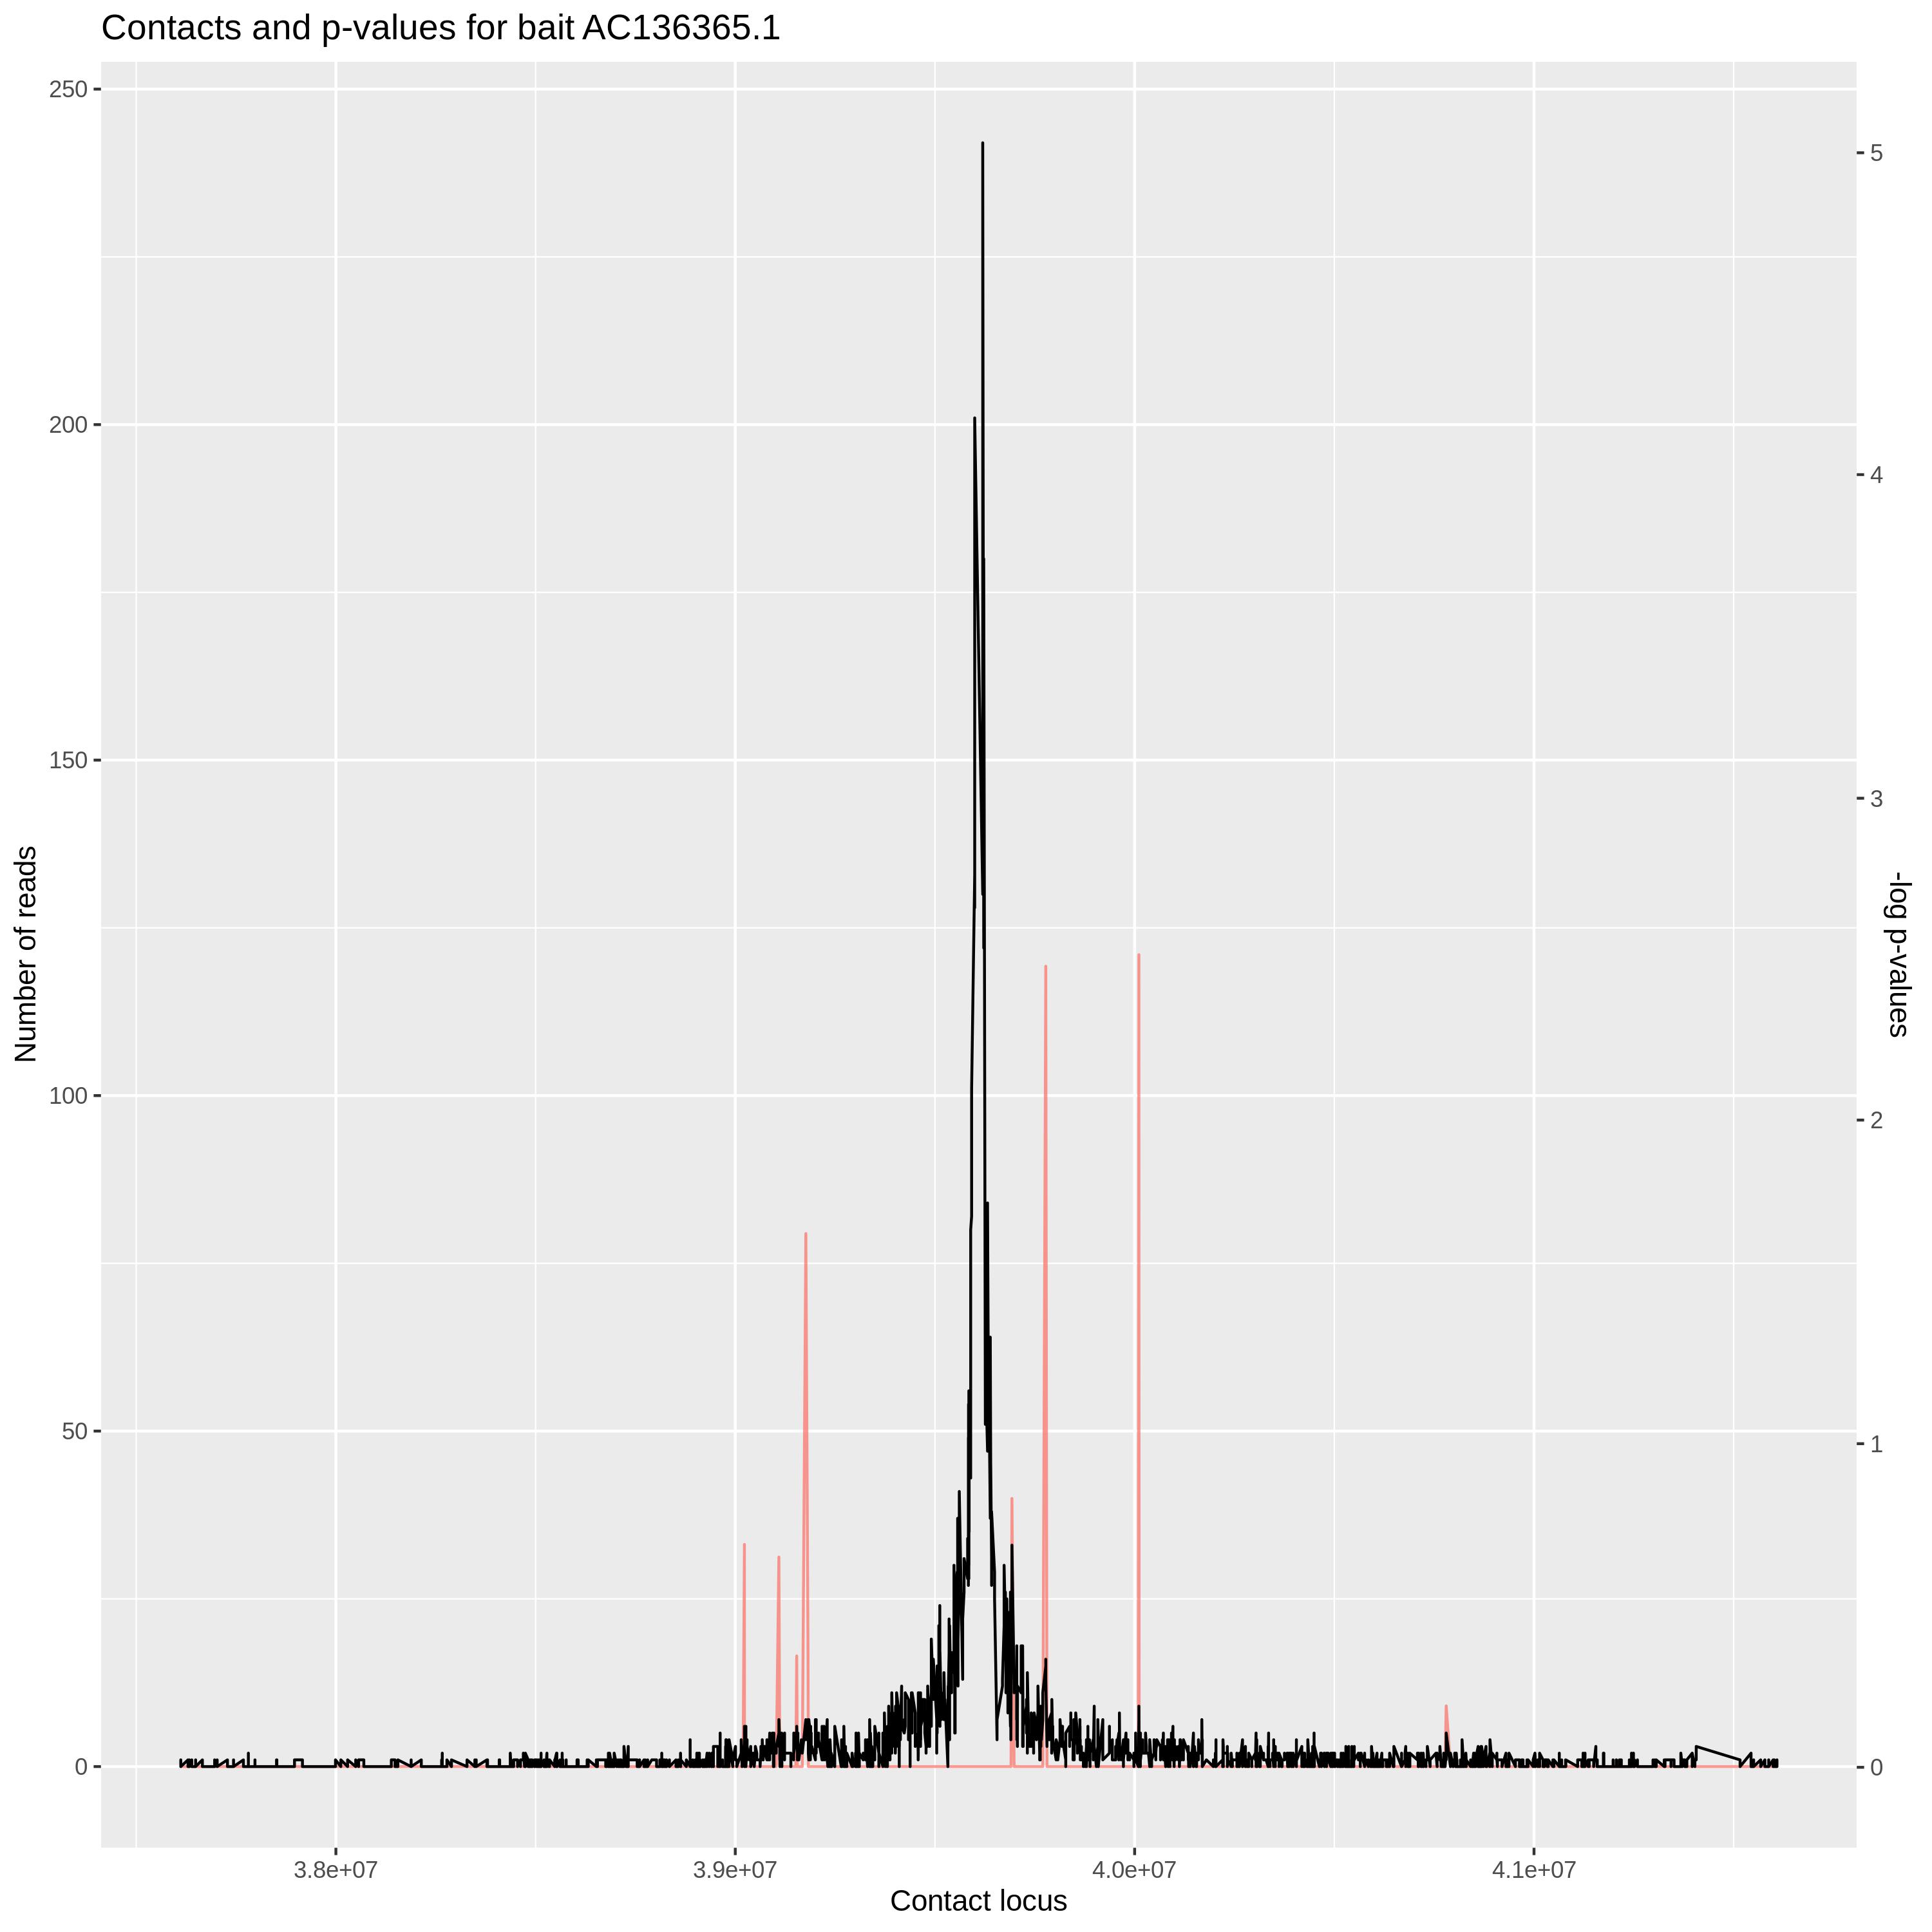 Contacts and p-values for bait AC136365.1
250
200
150
100
50
0
Number of reads
5
4
3
2
1
0
-log p-values
3.8e+07
3.9e+07
4.0e+07
4.1e+07
Contact locus